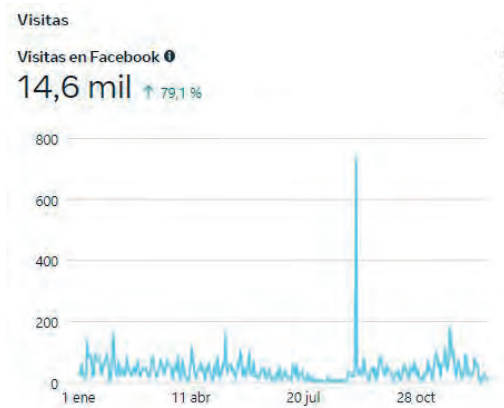 Visitas
Visitas en Facebook
14,6 mil ↑ 79,1 %
800
600
400
200
0
1 ene 11 abr 20 jul 28 oct